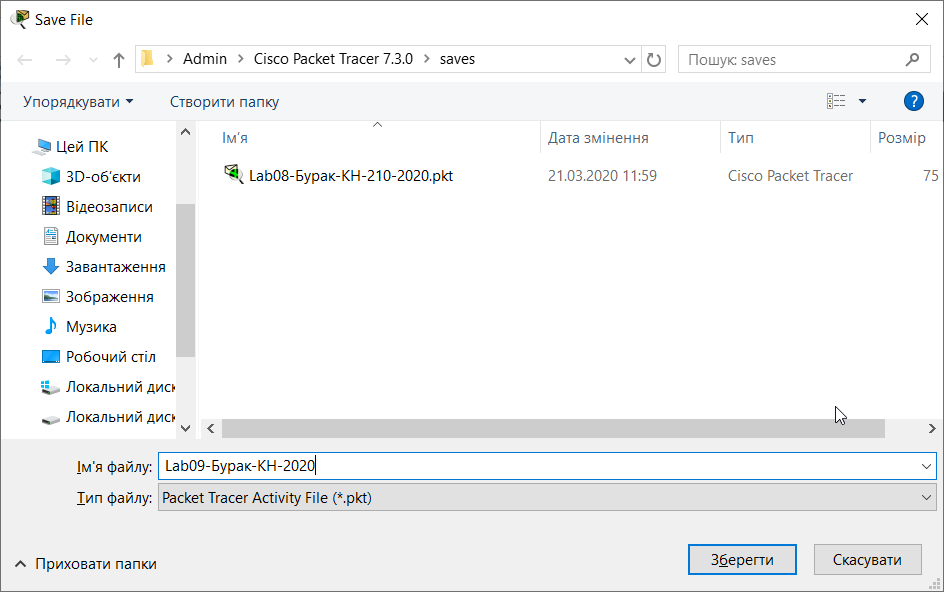 Save File
Admin > Cisco Packet Tracer 7.3.0 > saves
Пошук: saves
Упорядкувати
Створити папку
?
Цей ПК
3D-об’єкти
Відеозаписи
Документи
Завантаження
Зображення
Музика
Робочий стіл
Локальний диск
Локальний диск
Ім’я Дата змінення Тип Розмір
Lab08-Бурак-КН-210-2020.pkt 21.03.2020 11:59 Cisco Packet Tracer 75
Ім’я файлу: Lab09-Бурак-КН-2020
Тип файлу: Packet Tracer Activity File (*.pkt)
Приховати папки
Зберегти
Скасувати